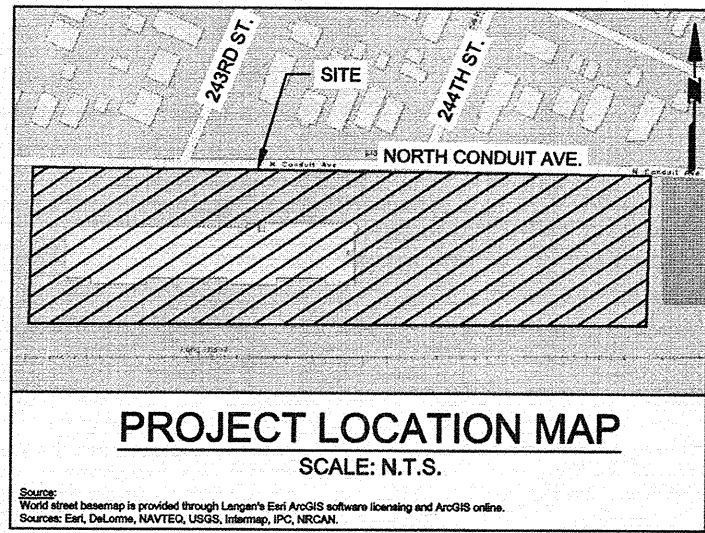 243RD ST.
SITE
244TH ST.
NORTH CONDUIT AVE.
N Conduit Ave
N Conduit Ave
PROJECT LOCATION MAP
SCALE: N.T.S.
Source:
World street basemap is provided through Langan's Esri ArcGIS software licensing and ArcGIS online.
Sources: Esri, DeLorme, NAVTEQ, USGS, Intermap, IPC, NRCAN.